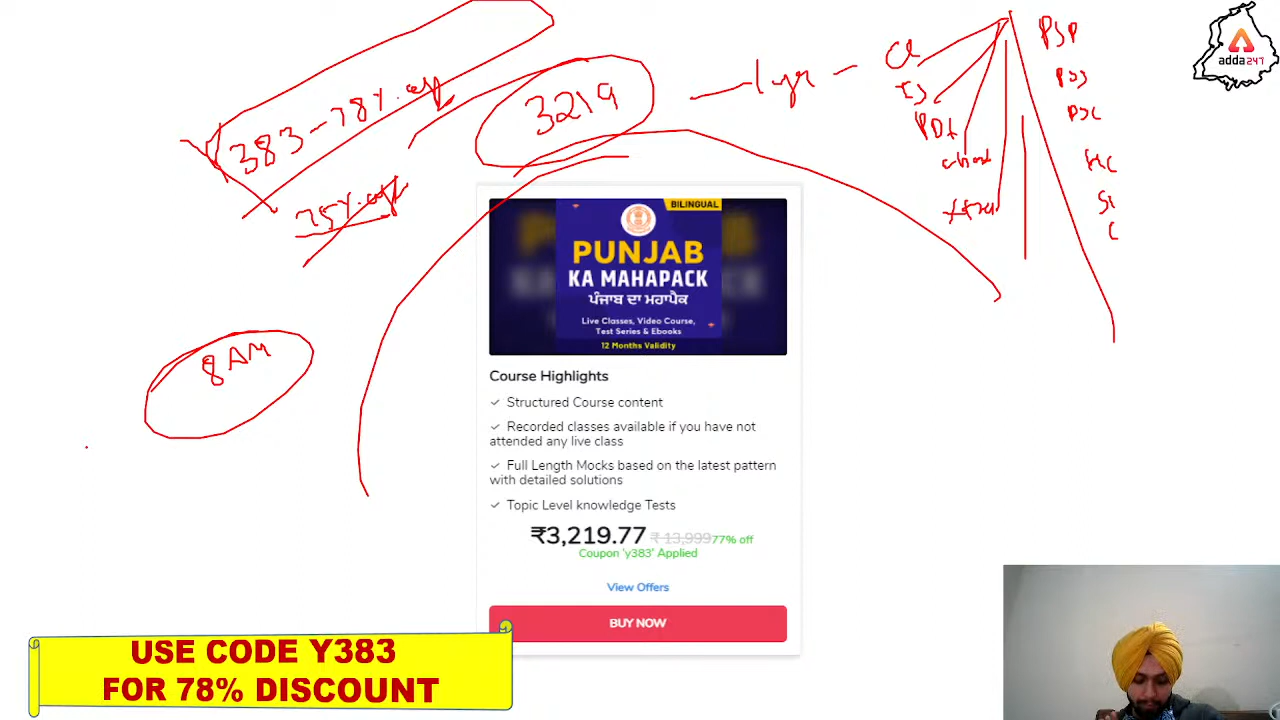 383 - 78%. off
3219
1 yr -
PSP
adda247
75%. off
8 AM
BILINGUAL
PUNJAB
KA MAHAPACK
ਪੰਜਾਬ ਦਾ ਮਹਾਪੈਕ
Live Classes, Video Course,
Test Series & Ebooks
12 Months Validity
Course Highlights
✓ Structured Course content
✓ Recorded classes available if you have not
attended any live class
✓ Full Length Mocks based on the latest pattern
with detailed solutions
✓ Topic Level knowledge Tests
₹3,219.77 ₹ 13,999 77% off
Coupon 'y383' Applied
View Offers
BUY NOW
USE CODE Y383
FOR 78% DISCOUNT